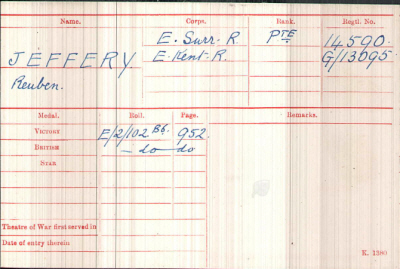 Name. Corps. Rank. Regtl. No.
E. Surr. R. PTE 14590.
JEFFERY E. Kent. R. G/13695
Reuben.
Medal. Roll. Page. Remarks.
VICTORY E/2/102 B6. 952.
BRITISH — do — do
STAR
Theatre of War first served in
Date of entry therein
K. 1380